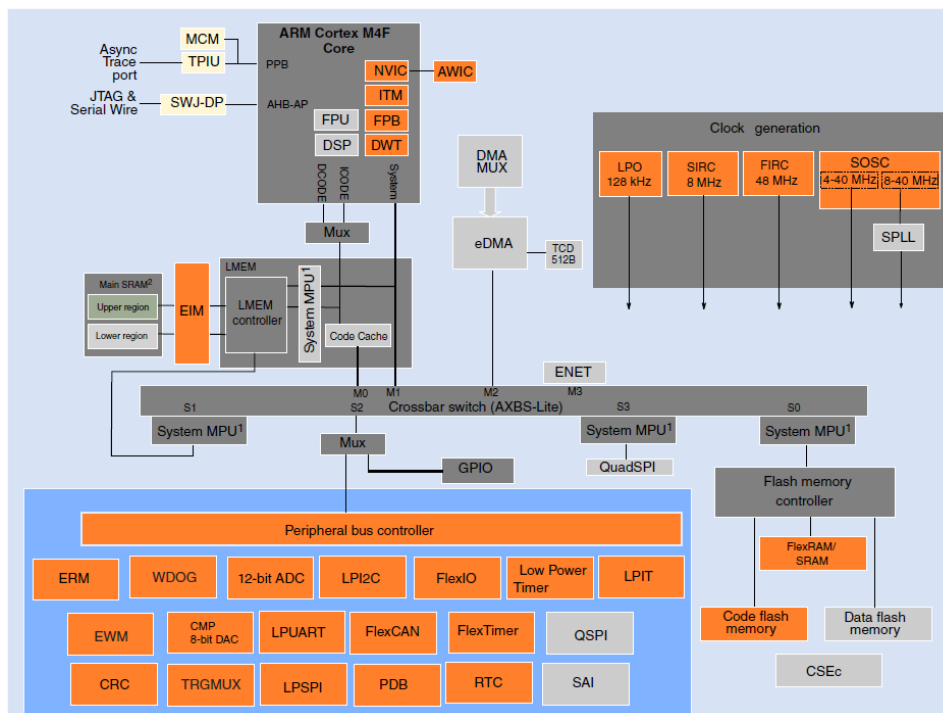 ARM Cortex M4F
Core
MCM
Async
Trace
port
TPIU
PPB
NVIC
AWIC
JTAG &
Serial Wire
SWJ-DP
AHB-AP
ITM
FPU
FPB
DSP
DWT
DCODE
ICODE
System
Mux
DMA
MUX
eDMA
TCD
512B
Clock generation
LPO
128 kHz
SIRC
8 MHz
FIRC
48 MHz
SOSC
4-40 MHz
8-40 MHz
SPLL
Main SRAM2
Upper region
Lower region
EIM
LMEM
LMEM
controller
System MPU1
Code Cache
ENET
M0
M1
M2
M3
S1
S2
Crossbar switch (AXBS-Lite)
S3
S0
System MPU1
Mux
System MPU1
System MPU1
GPIO
QuadSPI
Flash memory
controller
Peripheral bus controller
FlexRAM/
SRAM
ERM
WDOG
12-bit ADC
LPI2C
FlexIO
Low Power
Timer
LPIT
Code flash
memory
Data flash
memory
EWM
CMP
8-bit DAC
LPUART
FlexCAN
FlexTimer
QSPI
CSEc
CRC
TRGMUX
LPSPI
PDB
RTC
SAI